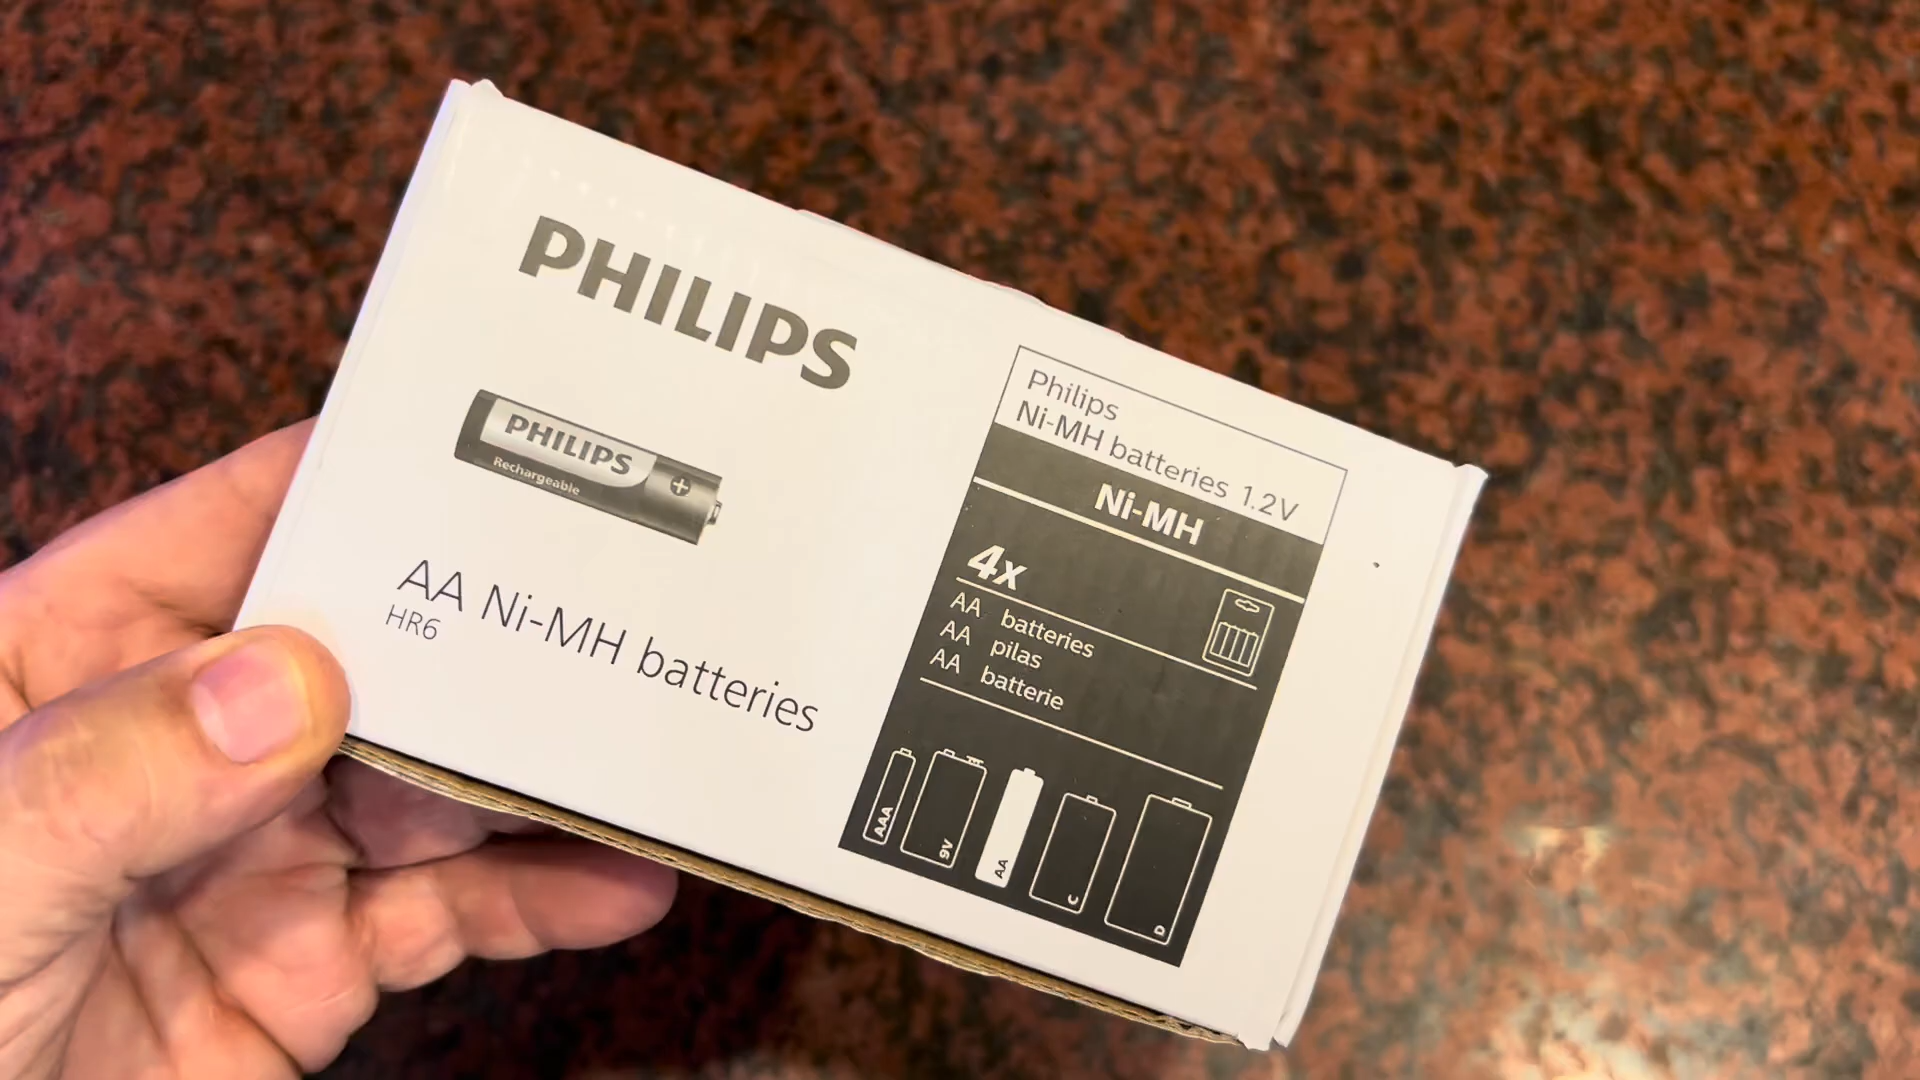 PHILIPS
PHILIPS
Rechargeable
+
AA Ni-MH batteries
HR6
Philips
Ni-MH batteries 1.2V
Ni-MH
4x
AA batteries
AA pilas
AA batterie
AAA
9V
AA
C
D